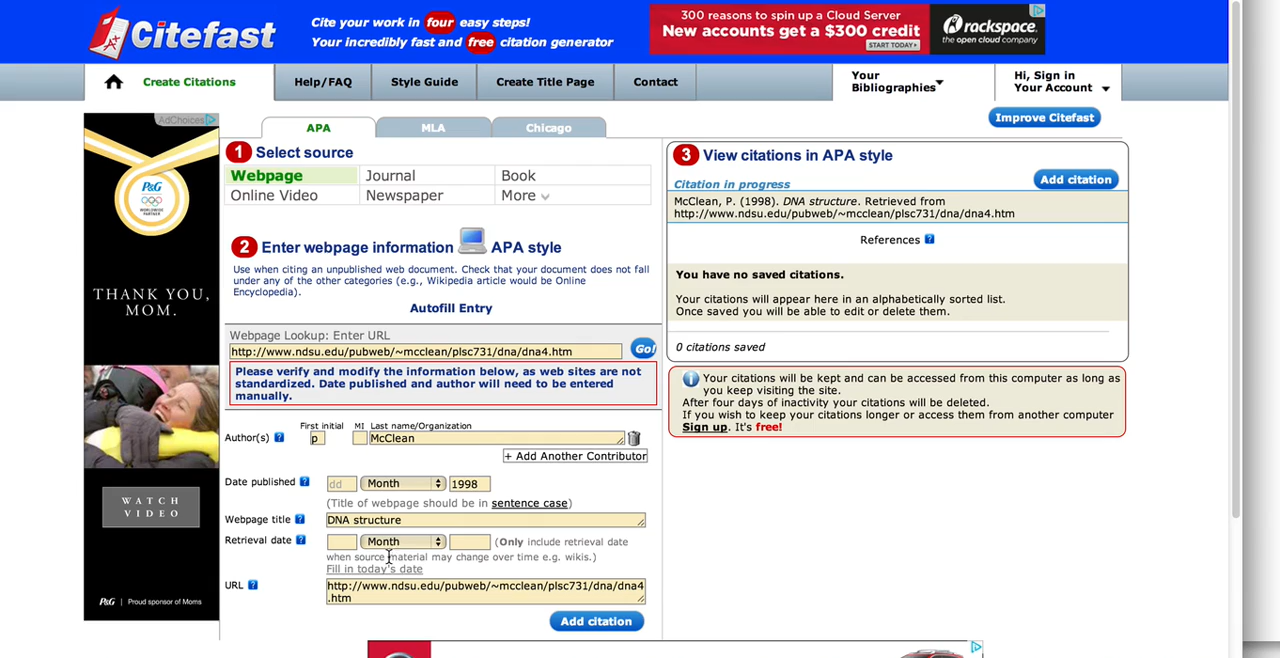 Citefast
Cite your work in four easy steps!
Your incredibly fast and free citation generator
300 reasons to spin up a Cloud Server
New accounts get a $300 credit
START TODAY
rackspace
the open cloud company
Create Citations
Help/FAQ
Style Guide
Create Title Page
Contact
Your
Bibliographies
Hi, Sign in
Your Account
AdChoices
P&G
WORLDWIDE
PARTNER
THANK YOU,
MOM.
WATCH
VIDEO
P&G | Proud sponsor of Moms
APA
MLA
Chicago
Improve Citefast
1 Select source
Webpage
Journal
Book
Online Video
Newspaper
More
2 Enter webpage information APA style
Use when citing an unpublished web document. Check that your document does not fall
under any of the other categories (e.g., Wikipedia article would be Online
Encyclopedia).
Autofill Entry
Webpage Lookup: Enter URL
http://www.ndsu.edu/pubweb/~mcclean/plsc731/dna/dna4.htm
Go!
Please verify and modify the information below, as web sites are not
standardized. Date published and author will need to be entered
manually.
First initial MI Last name/Organization
Author(s) ? p McClean
+ Add Another Contributor
Date published ? dd Month 1998
(Title of webpage should be in sentence case)
Webpage title ? DNA structure
Retrieval date ? Month (Only include retrieval date
when source material may change over time e.g. wikis.)
Fill in today's date
URL ? http://www.ndsu.edu/pubweb/~mcclean/plsc731/dna/dna4
.htm
Add citation
3 View citations in APA style
Citation in progress
Add citation
McClean, P. (1998). DNA structure. Retrieved from
http://www.ndsu.edu/pubweb/~mcclean/plsc731/dna/dna4.htm
References ?
You have no saved citations.
Your citations will appear here in an alphabetically sorted list.
Once saved you will be able to edit or delete them.
0 citations saved
Your citations will be kept and can be accessed from this computer as long as
you keep visiting the site.
After four days of inactivity your citations will be deleted.
If you wish to keep your citations longer or access them from another computer
Sign up. It's free!